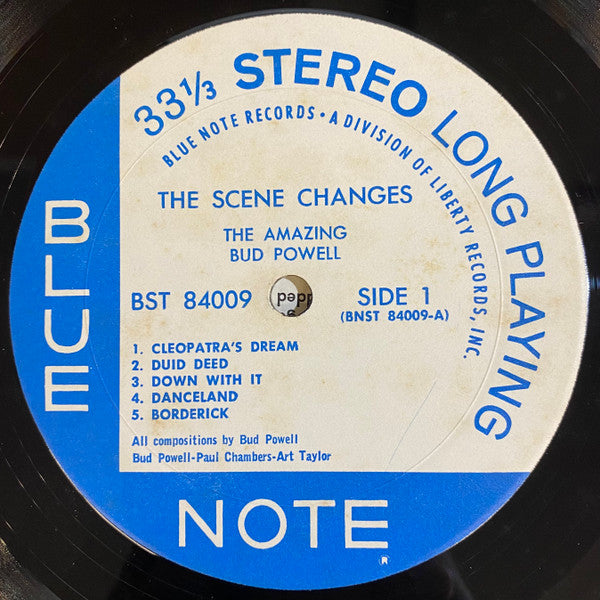 33⅓ STEREO LONG PLAYING
BLUE NOTE RECORDS • A DIVISION OF LIBERTY RECORDS, INC.
THE SCENE CHANGES
THE AMAZING
BUD POWELL
BST 84009
SIDE 1
(BNST 84009-A)
1. CLEOPATRA'S DREAM
2. DUID DEED
3. DOWN WITH IT
4. DANCELAND
5. BORDERICK
All compositions by Bud Powell
Bud Powell-Paul Chambers-Art Taylor
BLUE
NOTE ®